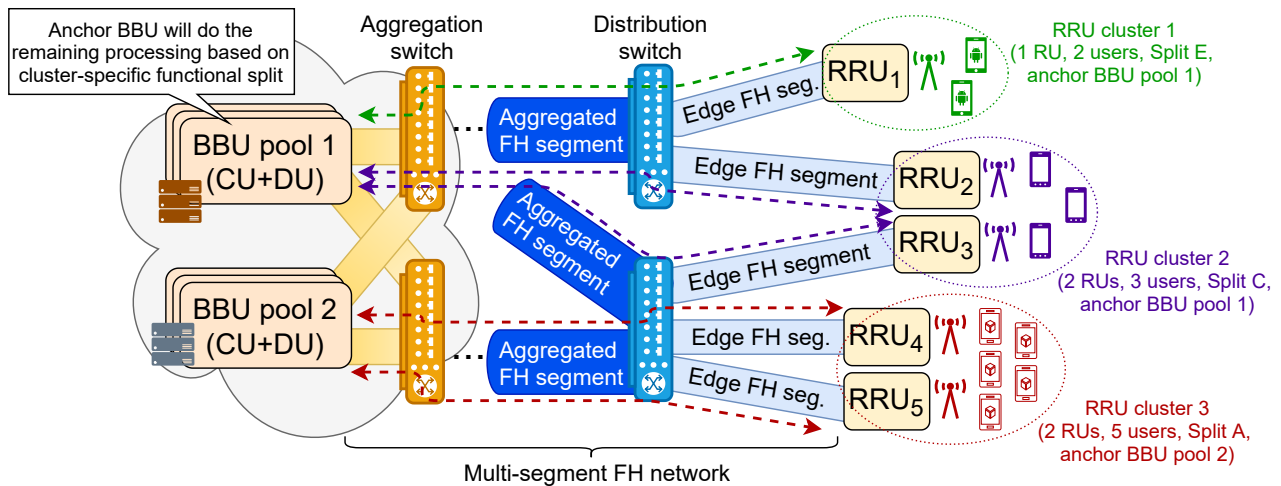 Anchor BBU will do the
remaining processing based on
cluster-specific functional split
Aggregation
switch
Distribution
switch
RRU cluster 1
(1 RU, 2 users, Split E,
anchor BBU pool 1)
BBU pool 1
(CU+DU)
Aggregated
FH segment
Edge FH seg.
RRU1
Edge FH segment
RRU2
Aggregated
FH segment
Edge FH segment
RRU3
RRU cluster 2
(2 RUs, 3 users, Split C,
anchor BBU pool 1)
BBU pool 2
(CU+DU)
Aggregated
FH segment
Edge FH seg.
RRU4
Edge FH seg.
RRU5
RRU cluster 3
(2 RUs, 5 users, Split A,
anchor BBU pool 2)
Multi-segment FH network